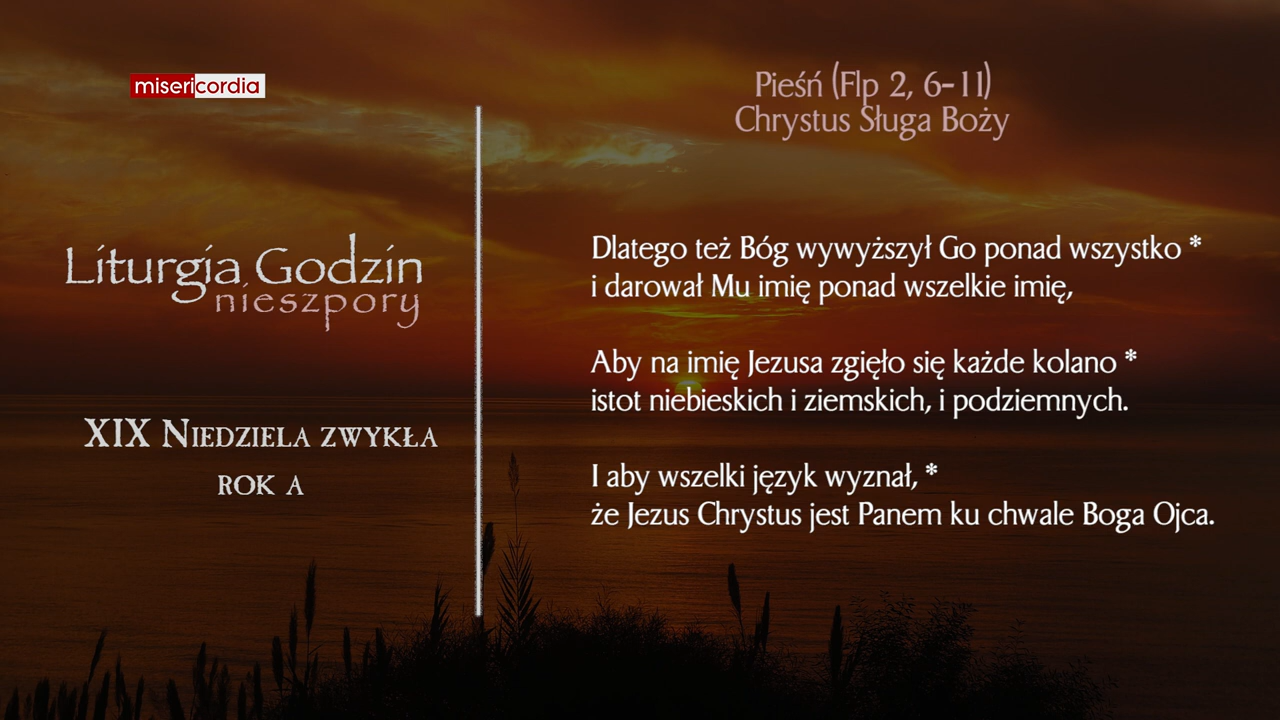 misericordia
Liturgia Godzin
nieszpory
XIX Niedziela zwykła
rok A
Pieśń (Flp 2, 6-11)
Chrystus Sługa Boży
Dlatego też Bóg wywyższył Go ponad wszystko *
i darował Mu imię ponad wszelkie imię,
Aby na imię Jezusa zgięło się każde kolano *
istot niebieskich i ziemskich, i podziemnych.
I aby wszelki język wyznał, *
że Jezus Chrystus jest Panem ku chwale Boga Ojca.